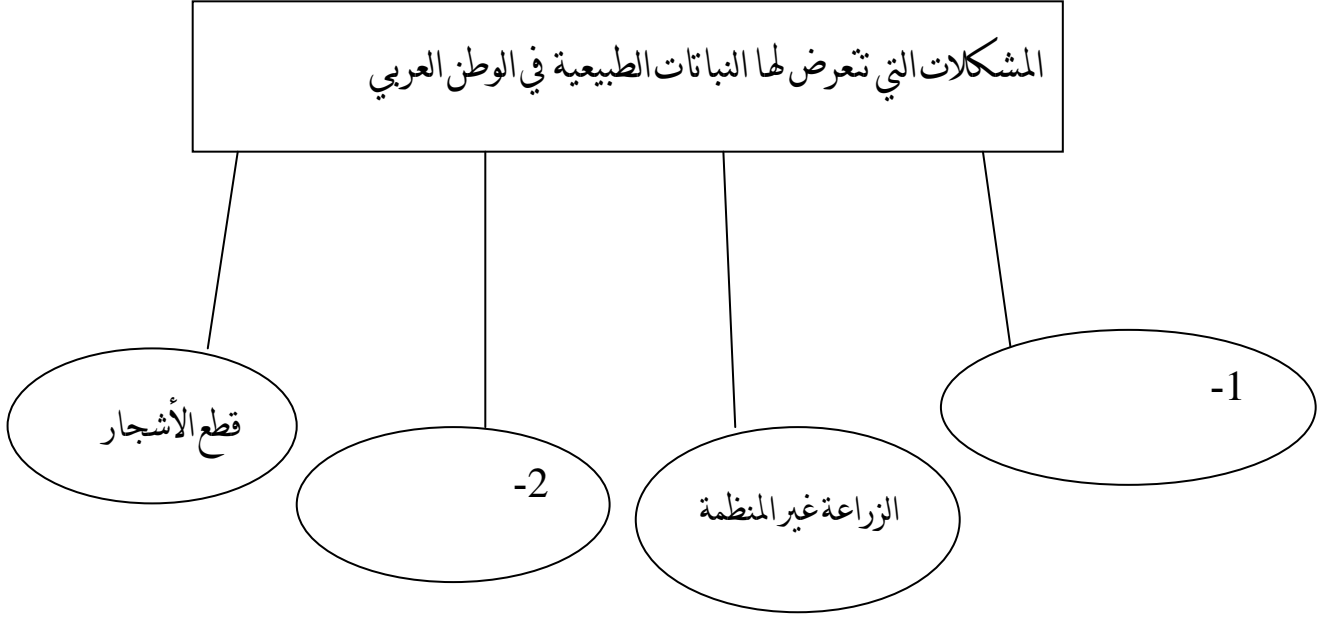 المشكلات التي تتعرض لها النباتات الطبيعية في الوطن العربي
1-
الزراعة غير المنظمة
2-
قطع الأشجار